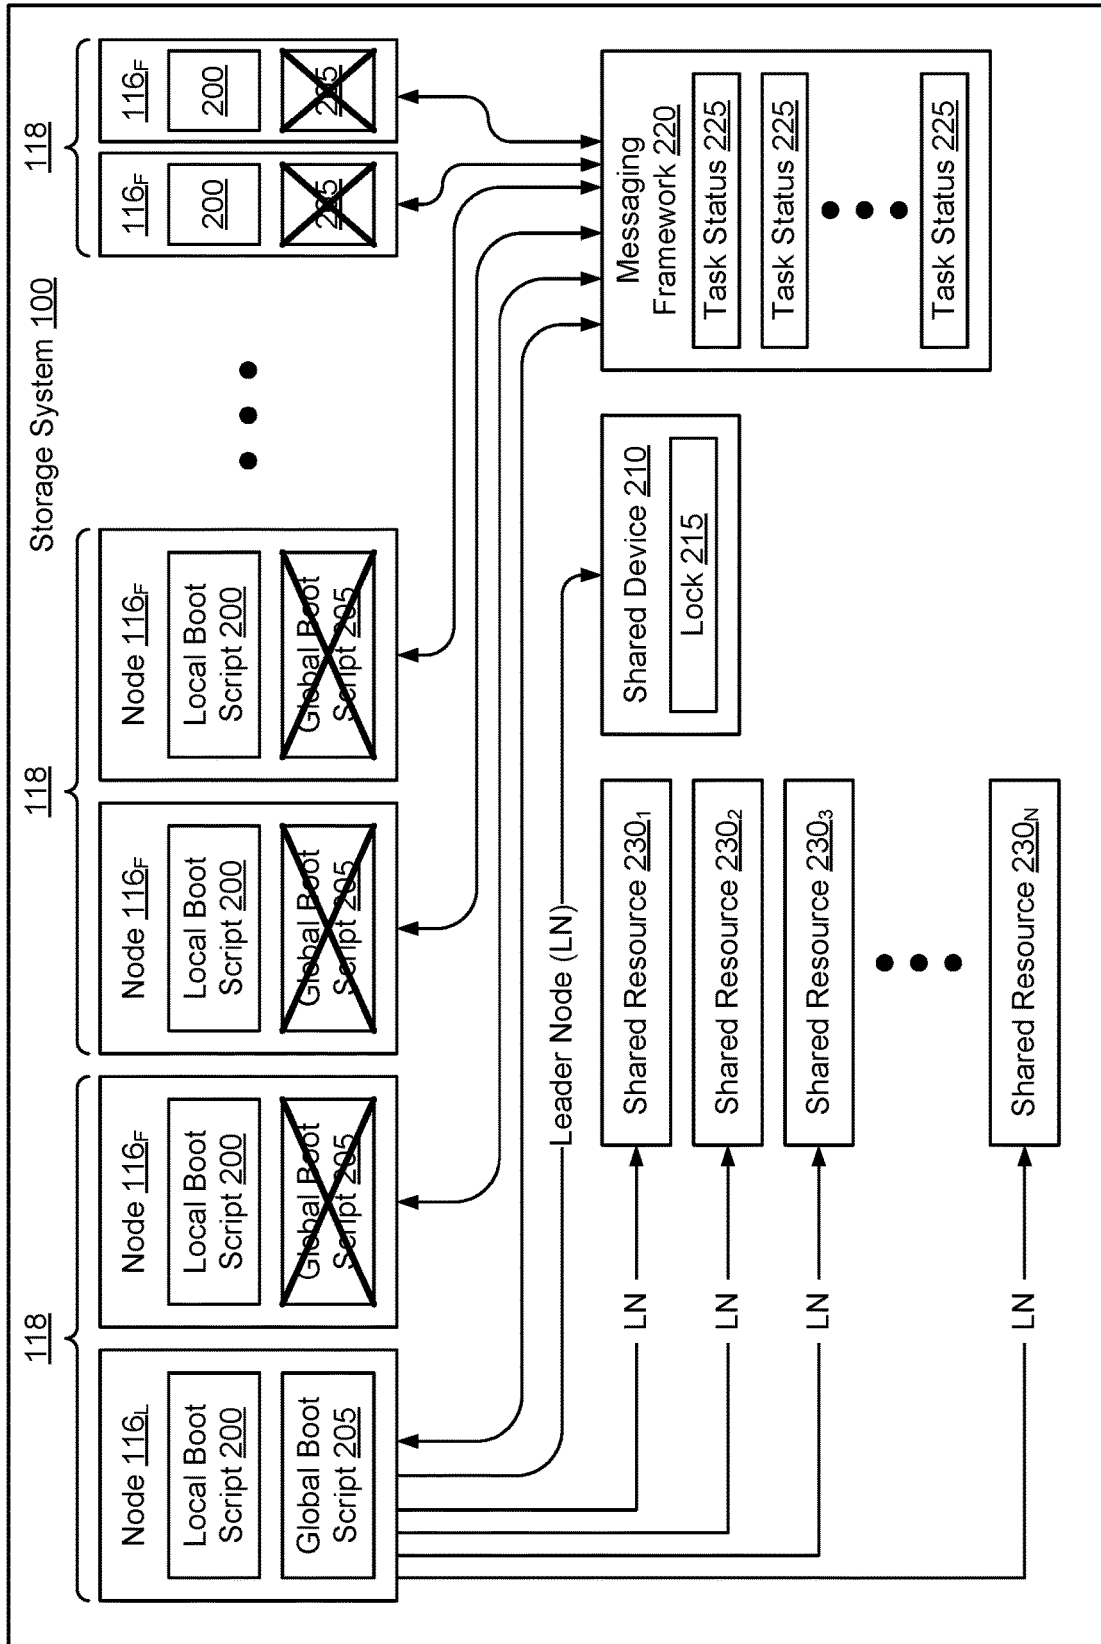 Storage System 100
118
118
118
Node 116L
Local Boot
Script 200
Global Boot
Script 205
Node 116F
Local Boot
Script 200
Global Boot
Script 205
Node 116F
Local Boot
Script 200
Global Boot
Script 205
Node 116F
Local Boot
Script 200
Global Boot
Script 205
116F
200
205
116F
200
205
Leader Node (LN)
LN
LN
LN
LN
Shared Resource 2301
Shared Resource 2302
Shared Resource 2303
Shared Resource 230N
Shared Device 210
Lock 215
Messaging
Framework 220
Task Status 225
Task Status 225
Task Status 225